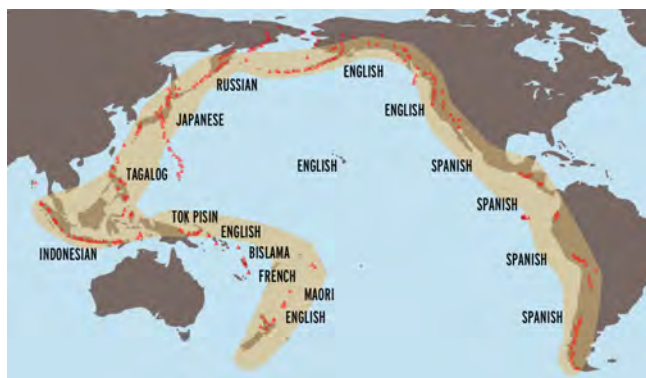 ENGLISH
RUSSIAN
ENGLISH
JAPANESE
ENGLISH
SPANISH
TAGALOG
SPANISH
TOK PISIN
ENGLISH
INDONESIAN
BISLAMA
SPANISH
FRENCH
MAORI
ENGLISH
SPANISH